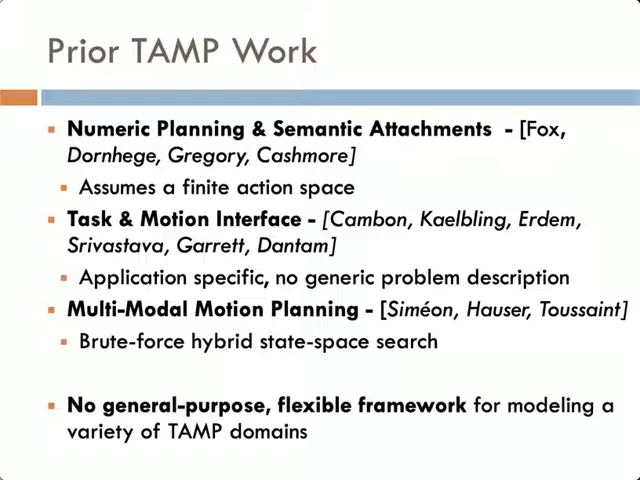 Prior TAMP Work
Numeric Planning & Semantic Attachments - [Fox,
Dornhege, Gregory, Cashmore]
Assumes a finite action space
Task & Motion Interface - [Cambon, Kaelbling, Erdem,
Srivastava, Garrett, Dantam]
Application specific, no generic problem description
Multi-Modal Motion Planning - [Siméon, Hauser, Toussaint]
Brute-force hybrid state-space search
No general-purpose, flexible framework for modeling a
variety of TAMP domains